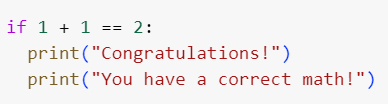 if 1 + 1 == 2:
  print("Congratulations!")
  print("You have a correct math!")